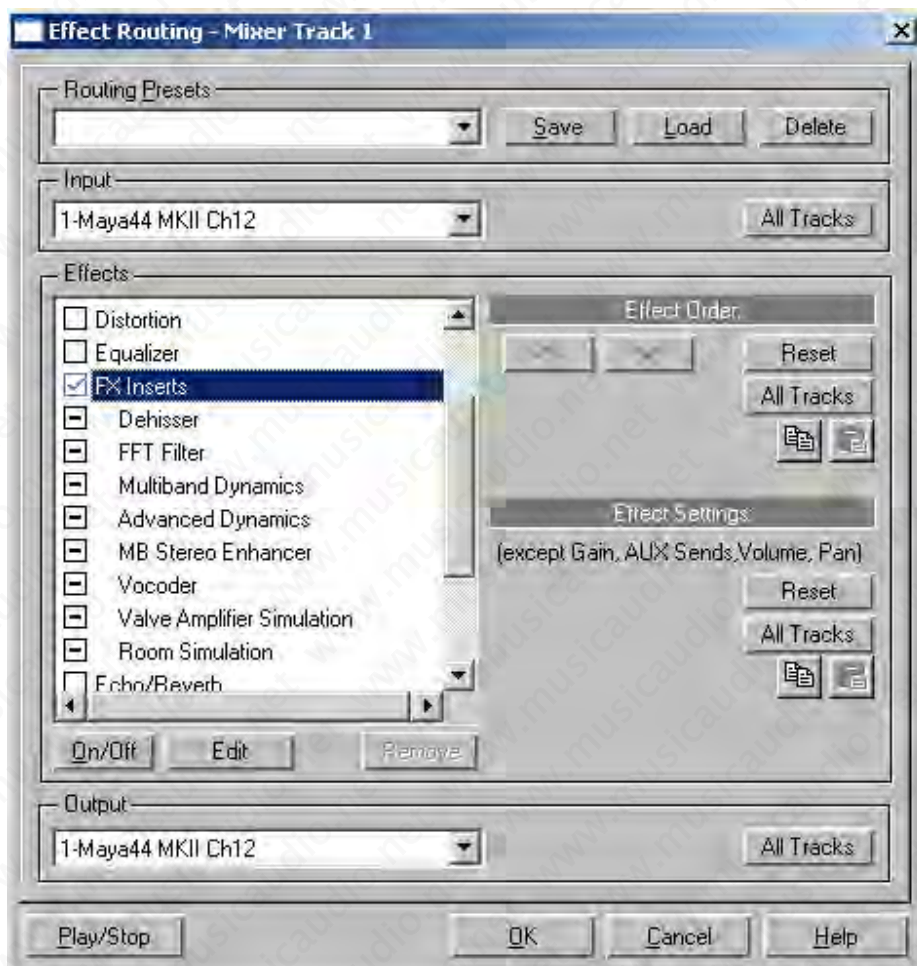 Effect Routing - Mixer Track 1
Routing Presets
Save Load Delete
Input
1-Maya44 MKII Ch12 All Tracks
Effects
Distortion
Equalizer
FX Inserts
Dehisser
FFT Filter
Multiband Dynamics
Advanced Dynamics
MB Stereo Enhancer
Vocoder
Valve Amplifier Simulation
Room Simulation
Echo/Reverb
On/Off Edit Remove
Effect Order:
Reset
All Tracks
Effect Settings:
(except Gain, AUX Sends,Volume, Pan)
Reset
All Tracks
Output
1-Maya44 MKII Ch12 All Tracks
Play/Stop OK Cancel Help
www.musicaudio.net